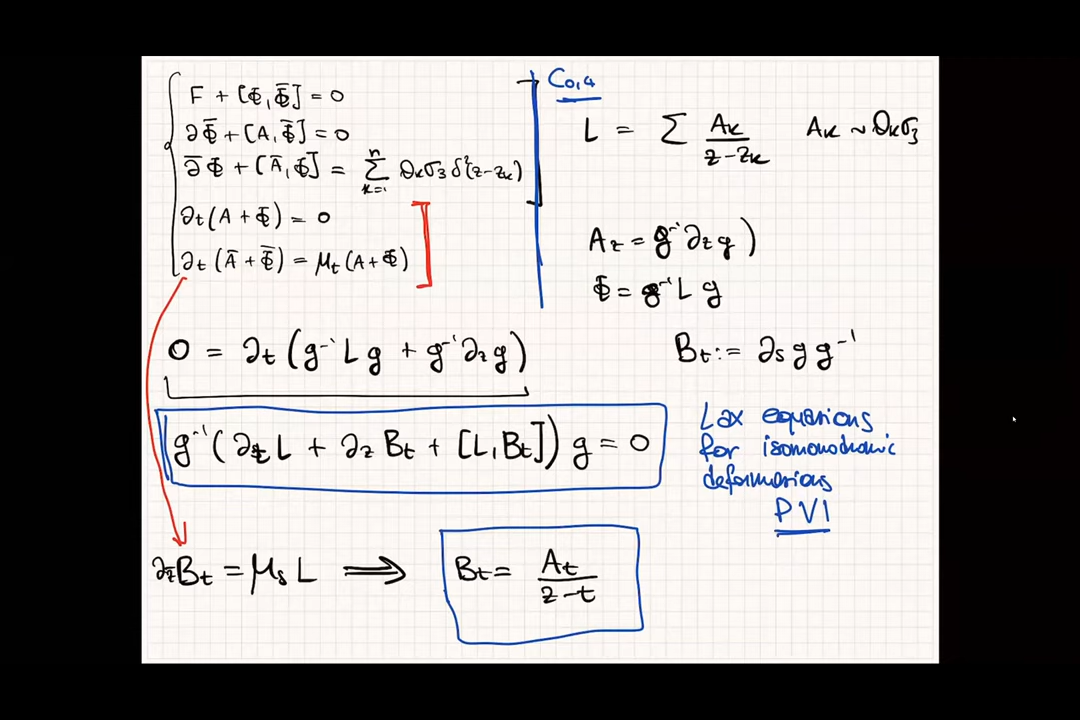 F + [Φ, Φ̄] = 0
∂Φ̄ + [A, Φ̄] = 0
∂̄Φ + [Ā, Φ] = Σ_{k=1}^{n} θ_k σ_3 δ²(z-z_k)
∂_t (A + Φ) = 0
∂_t (Ā + Φ̄) = μ_t (A + Φ)
C_{0,4}
L = Σ A_k / (z - z_k)    A_k ~ θ_k σ_3
A_z = g⁻¹ ∂_z g )
Φ = g⁻¹ L g
0 = ∂_t (g⁻¹ L g + g⁻¹ ∂_z g)
B_t := ∂_s g g⁻¹
(g⁻¹ (∂_t L + ∂_z B_t + [L, B_t]) g = 0
Lax equations
for isomonodromic
deformations
PVI
∂_z̄ B_t = μ_s L ⟹ B_t = A_t / (z - t)